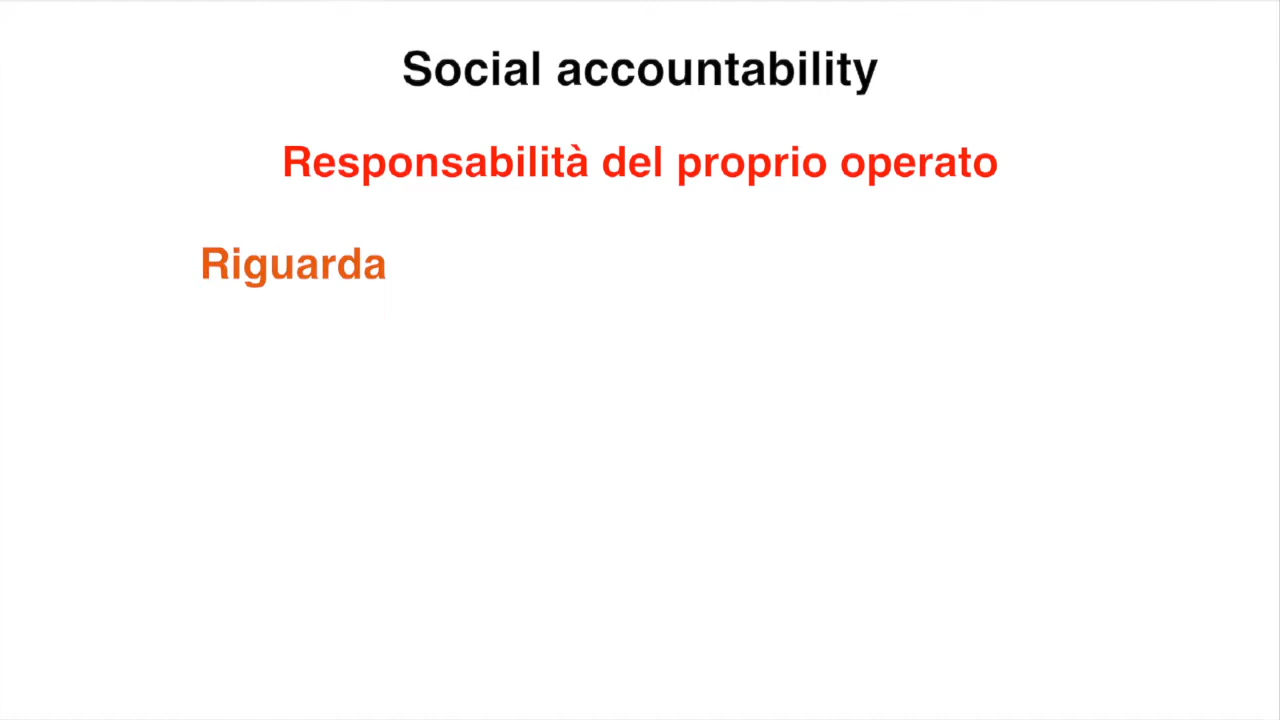 Social accountability
Responsabilità del proprio operato
Riguarda